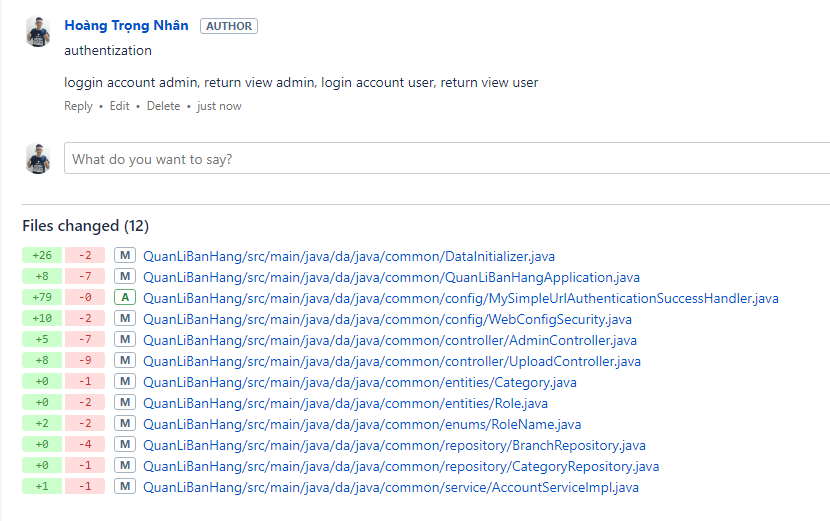 Hoàng Trọng Nhân AUTHOR
authentization
loggin account admin, return view admin, login account user, return view user
Reply • Edit • Delete • just now
What do you want to say?
Files changed (12)
+26 -2 M QuanLiBanHang/src/main/java/da/java/common/DataInitializer.java
+8 -7 M QuanLiBanHang/src/main/java/da/java/common/QuanLiBanHangApplication.java
+79 -0 A QuanLiBanHang/src/main/java/da/java/common/config/MySimpleUrlAuthenticationSuccessHandler.java
+10 -2 M QuanLiBanHang/src/main/java/da/java/common/config/WebConfigSecurity.java
+5 -7 M QuanLiBanHang/src/main/java/da/java/common/controller/AdminController.java
+8 -9 M QuanLiBanHang/src/main/java/da/java/common/controller/UploadController.java
+0 -1 M QuanLiBanHang/src/main/java/da/java/common/entities/Category.java
+0 -2 M QuanLiBanHang/src/main/java/da/java/common/entities/Role.java
+2 -2 M QuanLiBanHang/src/main/java/da/java/common/enums/RoleName.java
+0 -4 M QuanLiBanHang/src/main/java/da/java/common/repository/BranchRepository.java
+0 -1 M QuanLiBanHang/src/main/java/da/java/common/repository/CategoryRepository.java
+1 -1 M QuanLiBanHang/src/main/java/da/java/common/service/AccountServiceImpl.java